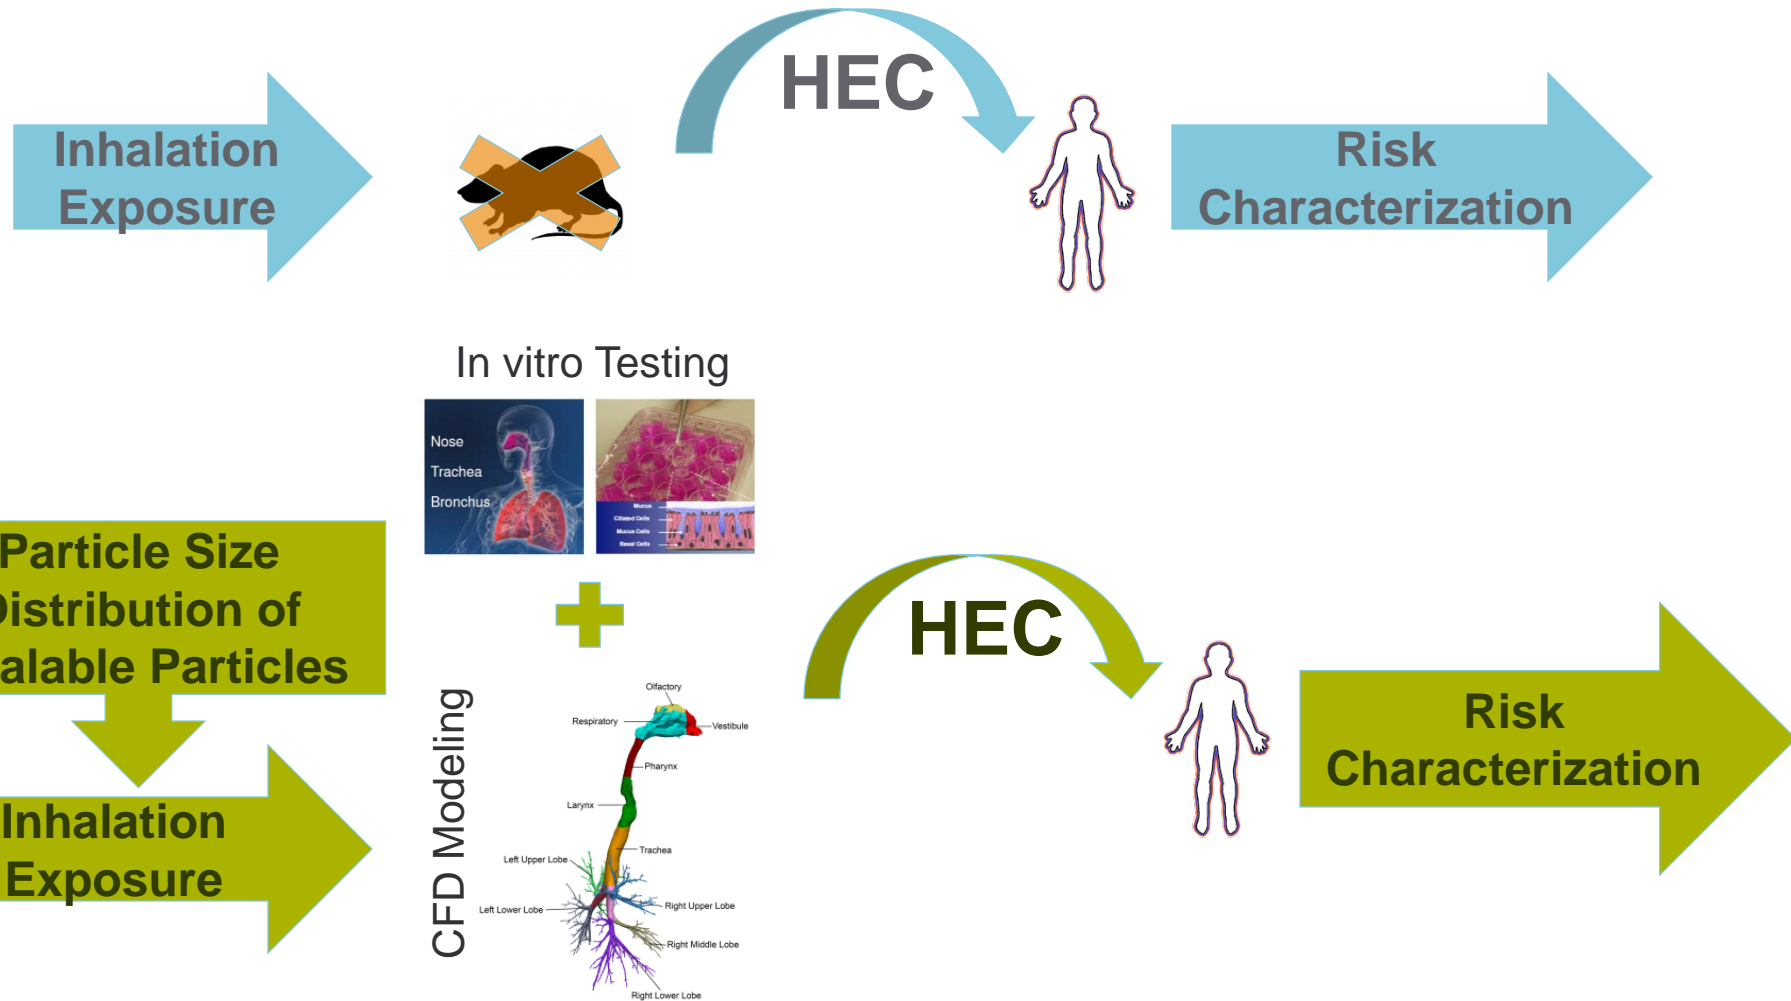 HEC
Inhalation
Exposure
Risk
Characterization
In vitro Testing
Nose
Trachea
Bronchus
Mucus
Ciliated Cells
Mucus Cells
Basal Cells
Particle Size
Distribution of
alable Particles
HEC
Inhalation
Exposure
CFD Modeling
Olfactory
Respiratory
Vestibule
Pharynx
Larynx
Trachea
Left Upper Lobe
Left Lower Lobe
Right Upper Lobe
Right Middle Lobe
Right Lower Lobe
Risk
Characterization